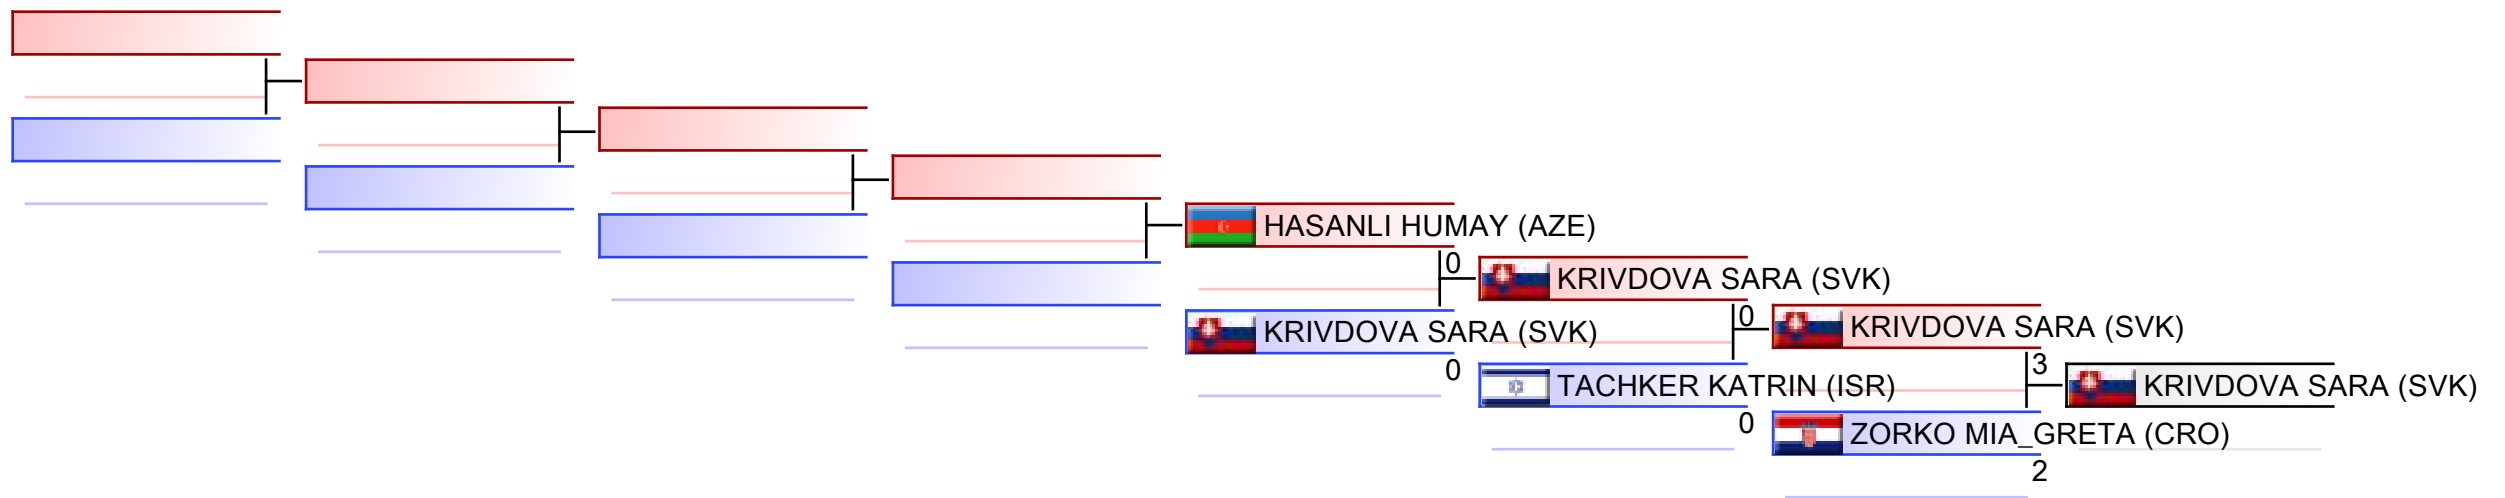 HASANLI HUMAY (AZE)
0
KRIVDOVA SARA (SVK)
0
KRIVDOVA SARA (SVK)
0
TACHKER KATRIN (ISR)
0
KRIVDOVA SARA (SVK)
3
ZORKO MIA_GRETA (CRO)
2
KRIVDOVA SARA (SVK)